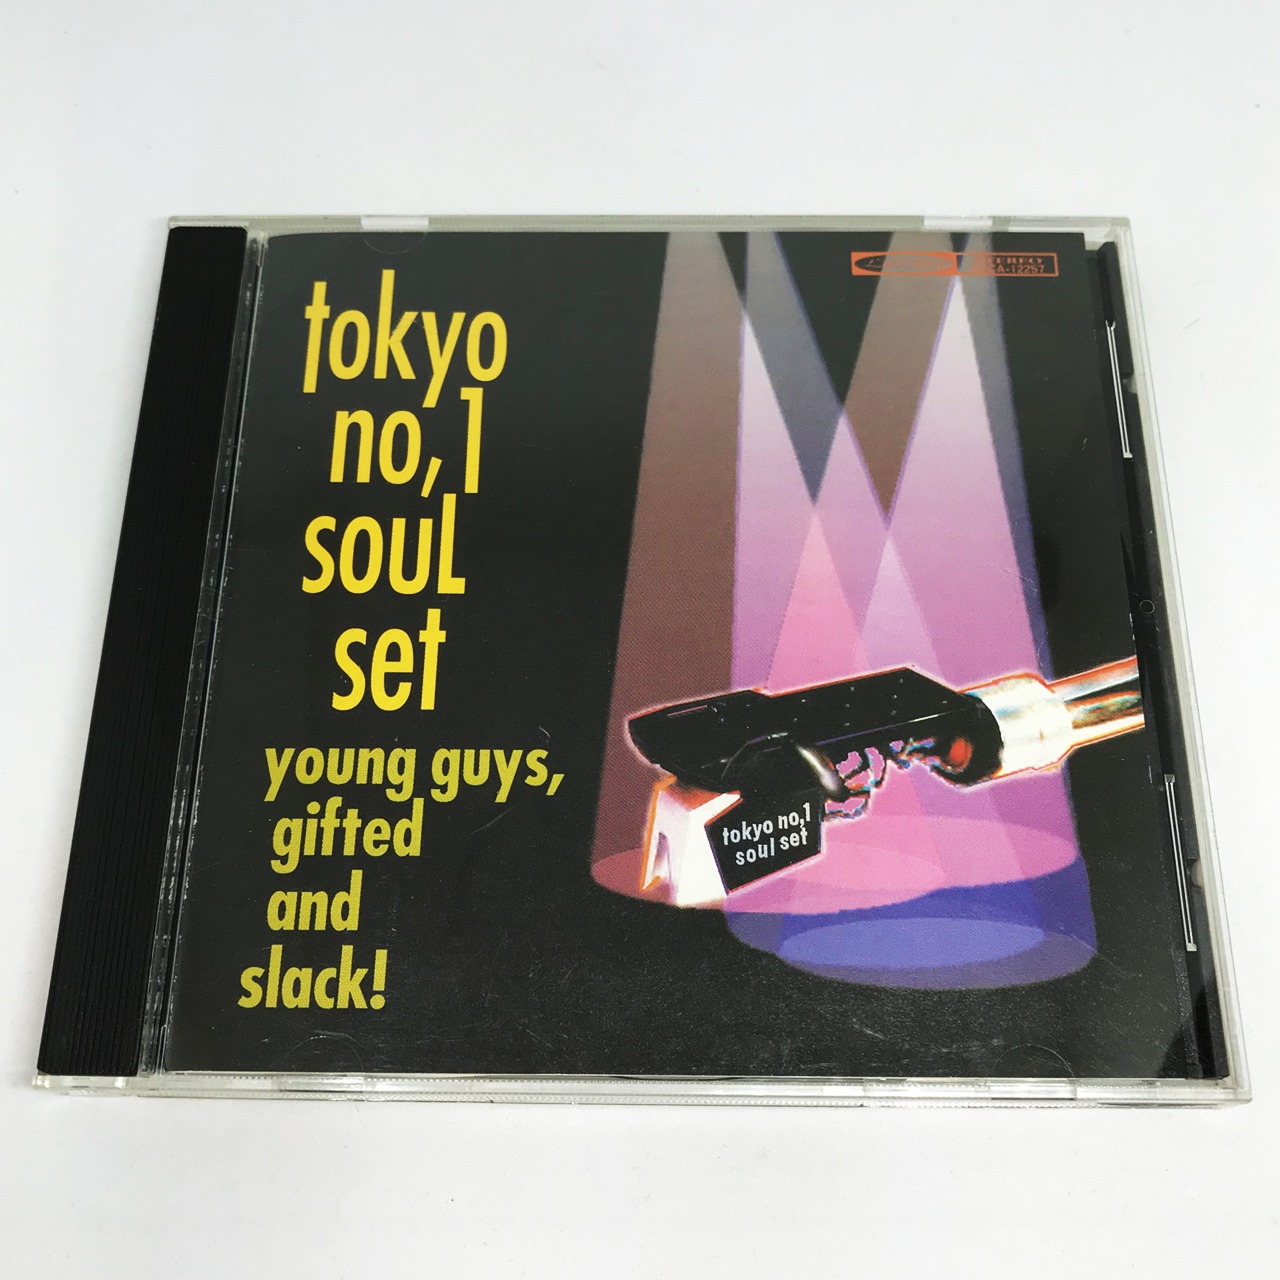 tokyo
no,1
soul
set
young guys,
gifted
and
slack!
STEREO
tokyo no,1
soul set